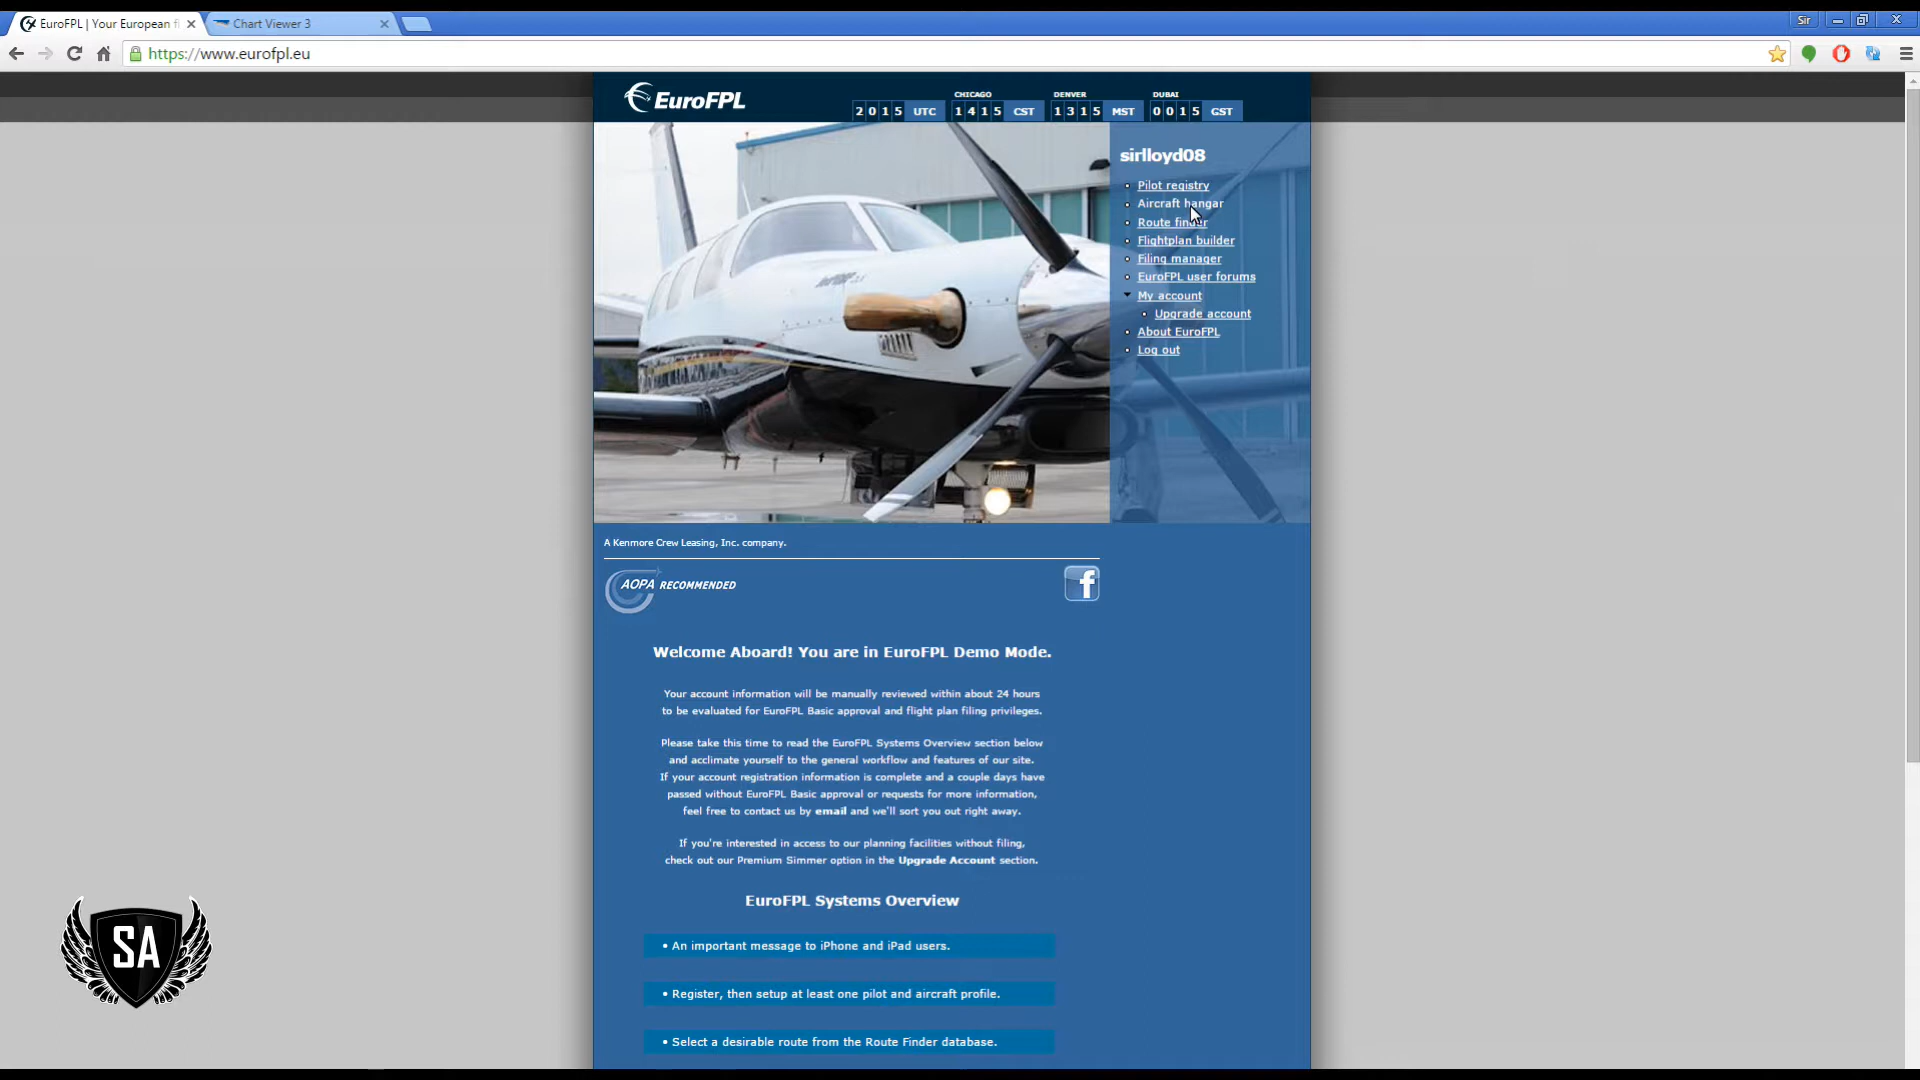 EuroFPL | Your European f
Chart Viewer 3
Sir
https://www.eurofpl.eu
EuroFPL
CHICAGO
DENVER
DUBAI
2015 UTC
1415 CST
1315 MST
0015 GST
sirlloyd08
Pilot registry
Aircraft hangar
Route finder
Flightplan builder
Filing manager
EuroFPL user forums
My account
Upgrade account
About EuroFPL
Log out
A Kenmore Crew Leasing, Inc. company.
AOPA RECOMMENDED
f
Welcome Aboard! You are in EuroFPL Demo Mode.
Your account information will be manually reviewed within about 24 hours
to be evaluated for EuroFPL Basic approval and flight plan filing privileges.
Please take this time to read the EuroFPL Systems Overview section below
and acclimate yourself to the general workflow and features of our site.
If your account registration information is complete and a couple days have
passed without EuroFPL Basic approval or requests for more information,
feel free to contact us by email and we'll sort you out right away.
If you're interested in access to our planning facilities without filing,
check out our Premium Simmer option in the Upgrade Account section.
EuroFPL Systems Overview
• An important message to iPhone and iPad users.
• Register, then setup at least one pilot and aircraft profile.
• Select a desirable route from the Route Finder database.
SA